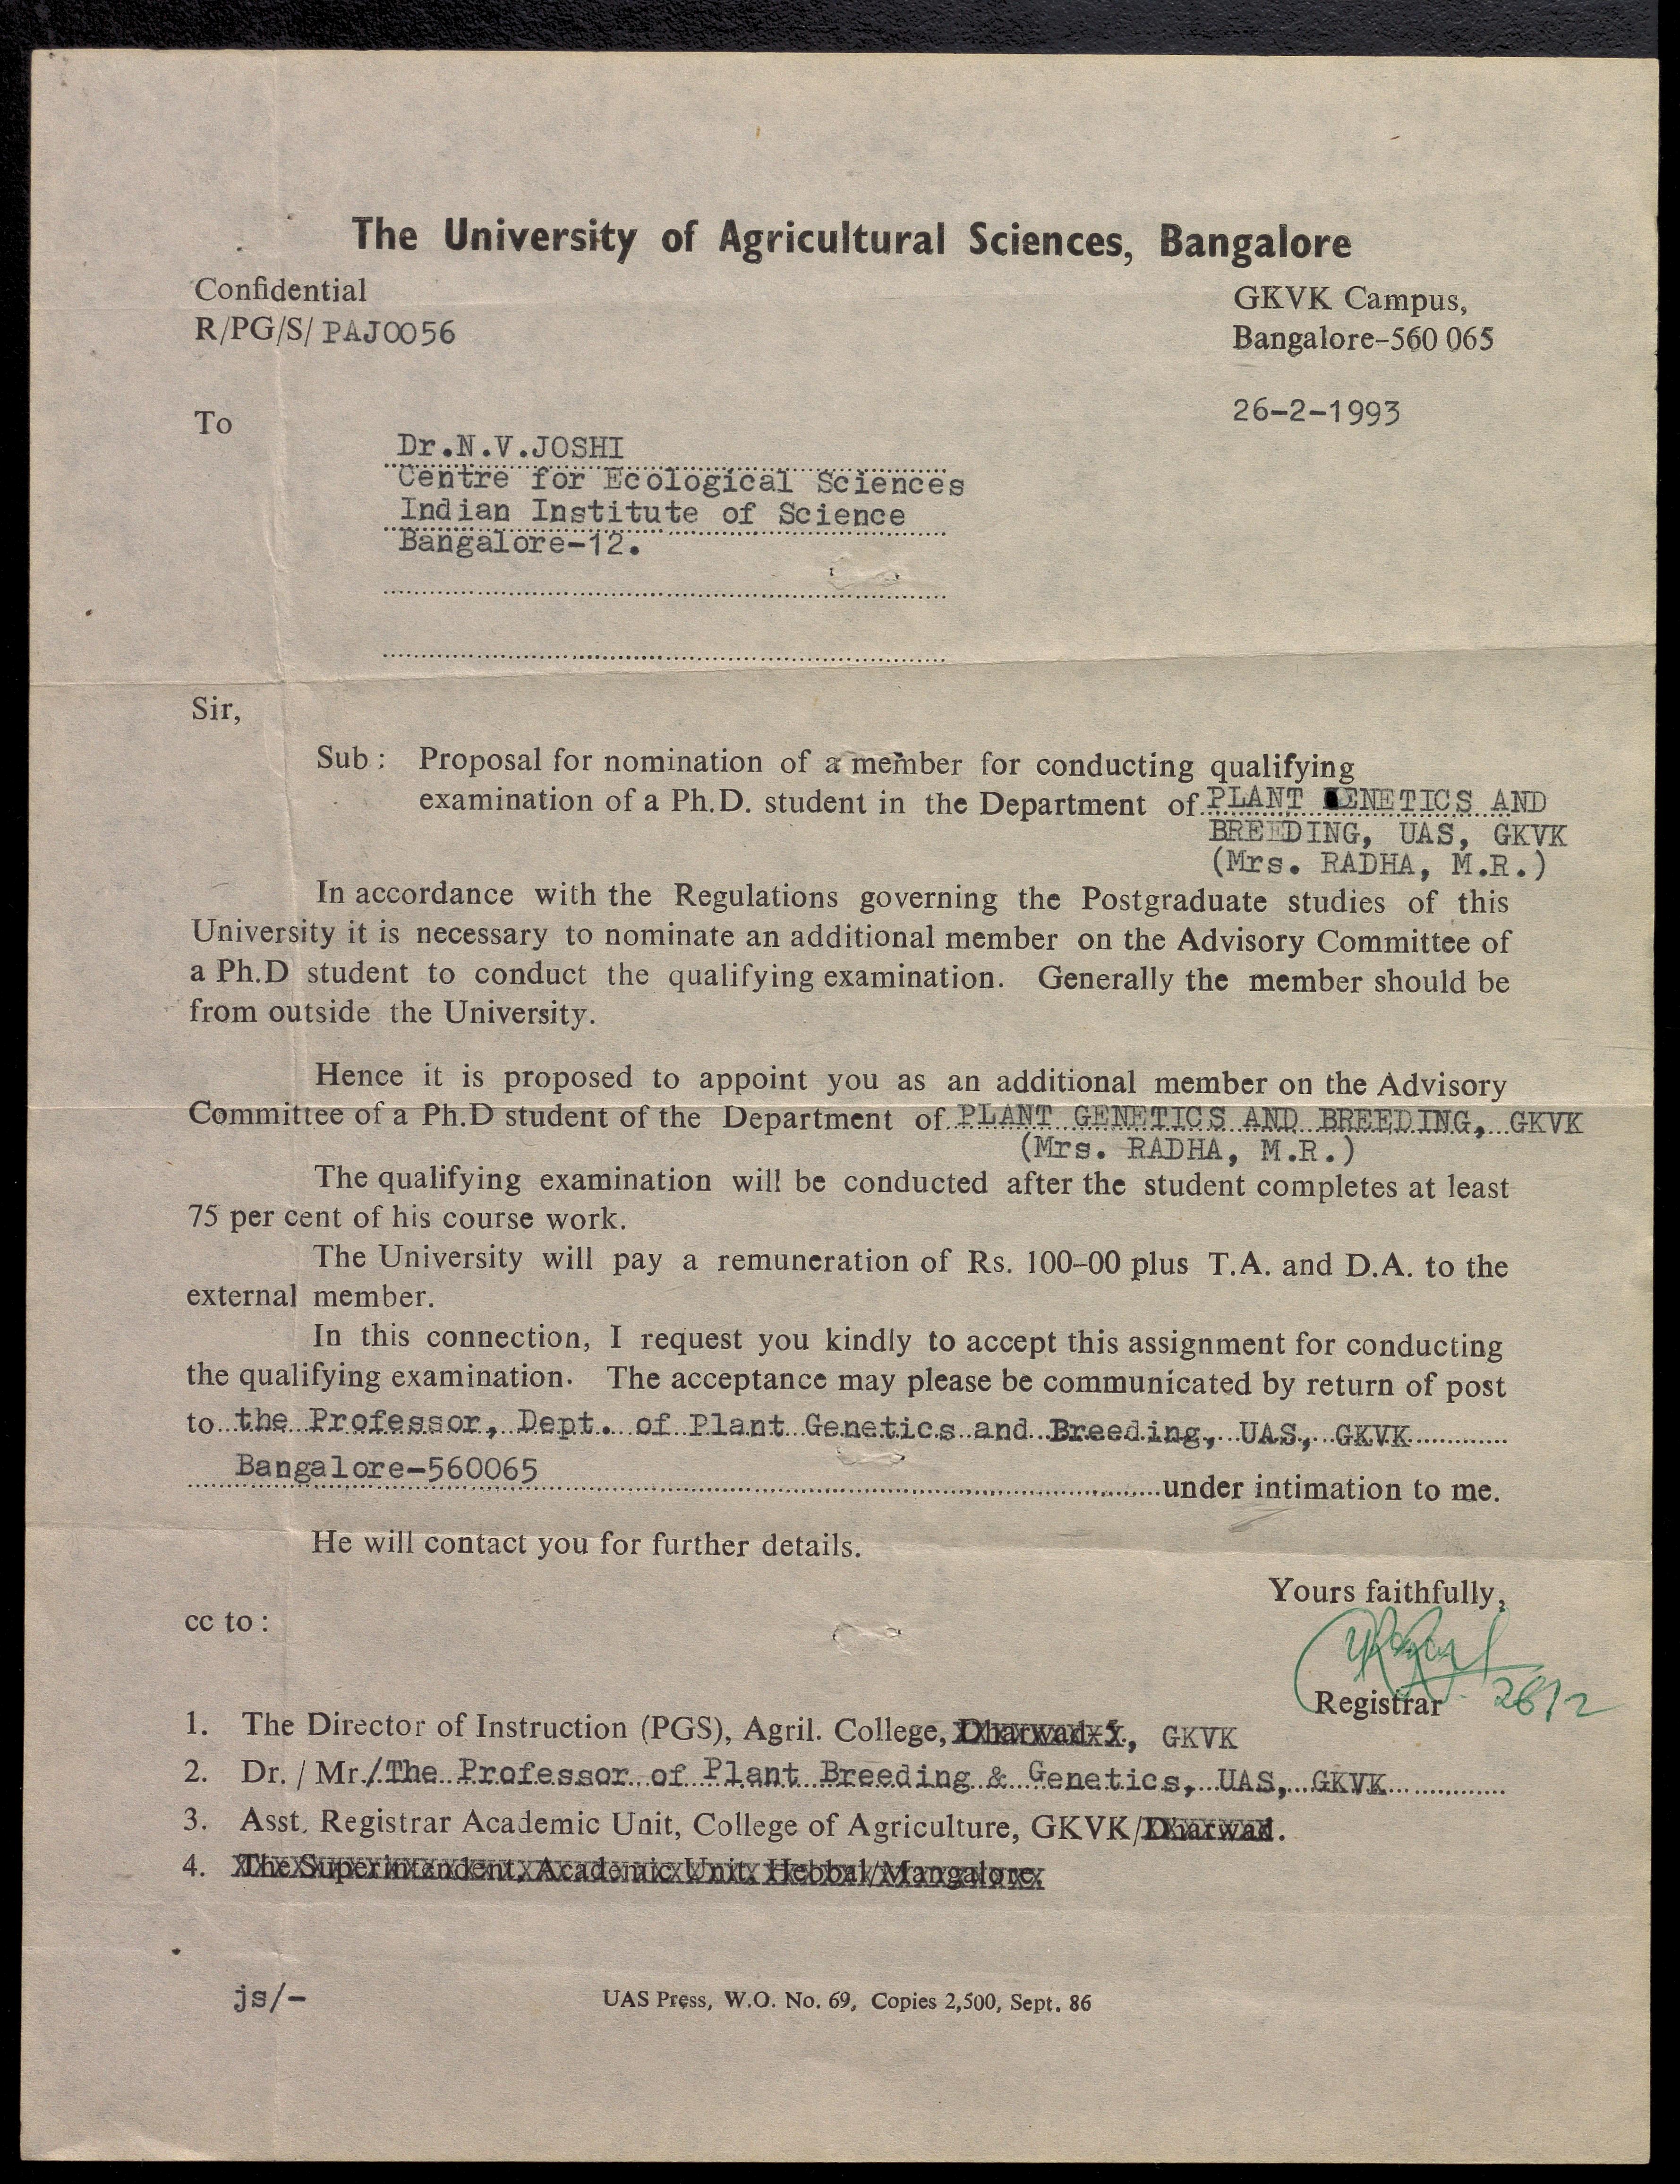 The University of Agricultural Sciences, Bangalore
Confidential
R/PG/S/ PAJ0056
GKVK Campus,
Bangalore-560 065
26-2-1993
To
Dr.N.V.JOSHI
Centre for Ecological Sciences
Indian Institute of Science
Bangalore-12.
Sir,
Sub : Proposal for nomination of a member for conducting qualifying
examination of a Ph.D. student in the Department of PLANT GENETICS AND
BREEDING, UAS, GKVK
(Mrs. RADHA, M.R.)
In accordance with the Regulations governing the Postgraduate studies of this
University it is necessary to nominate an additional member on the Advisory Committee of
a Ph.D student to conduct the qualifying examination. Generally the member should be
from outside the University.
Hence it is proposed to appoint you as an additional member on the Advisory
Committee of a Ph.D student of the Department of PLANT GENETICS AND BREEDING, GKVK
(Mrs. RADHA, M.R.)
The qualifying examination will be conducted after the student completes at least
75 per cent of his course work.
The University will pay a remuneration of Rs. 100-00 plus T.A. and D.A. to the
external member.
In this connection, I request you kindly to accept this assignment for conducting
the qualifying examination. The acceptance may please be communicated by return of post
to the Professor, Dept. of Plant Genetics and Breeding, UAS, GKVK
Bangalore-560065
under intimation to me.
He will contact you for further details.
Yours faithfully,
cc to :
Registrar 26/2
1. The Director of Instruction (PGS), Agril. College, Dharwad-5, GKVK
2. Dr. / Mr./The Professor of Plant Breeding & Genetics, UAS, GKVK
3. Asst. Registrar Academic Unit, College of Agriculture, GKVK/Dharwad.
4. The Superintendent, Academic Unit, Hebbal/Mangalore.
js/-
UAS Press, W.O. No. 69, Copies 2,500, Sept. 86